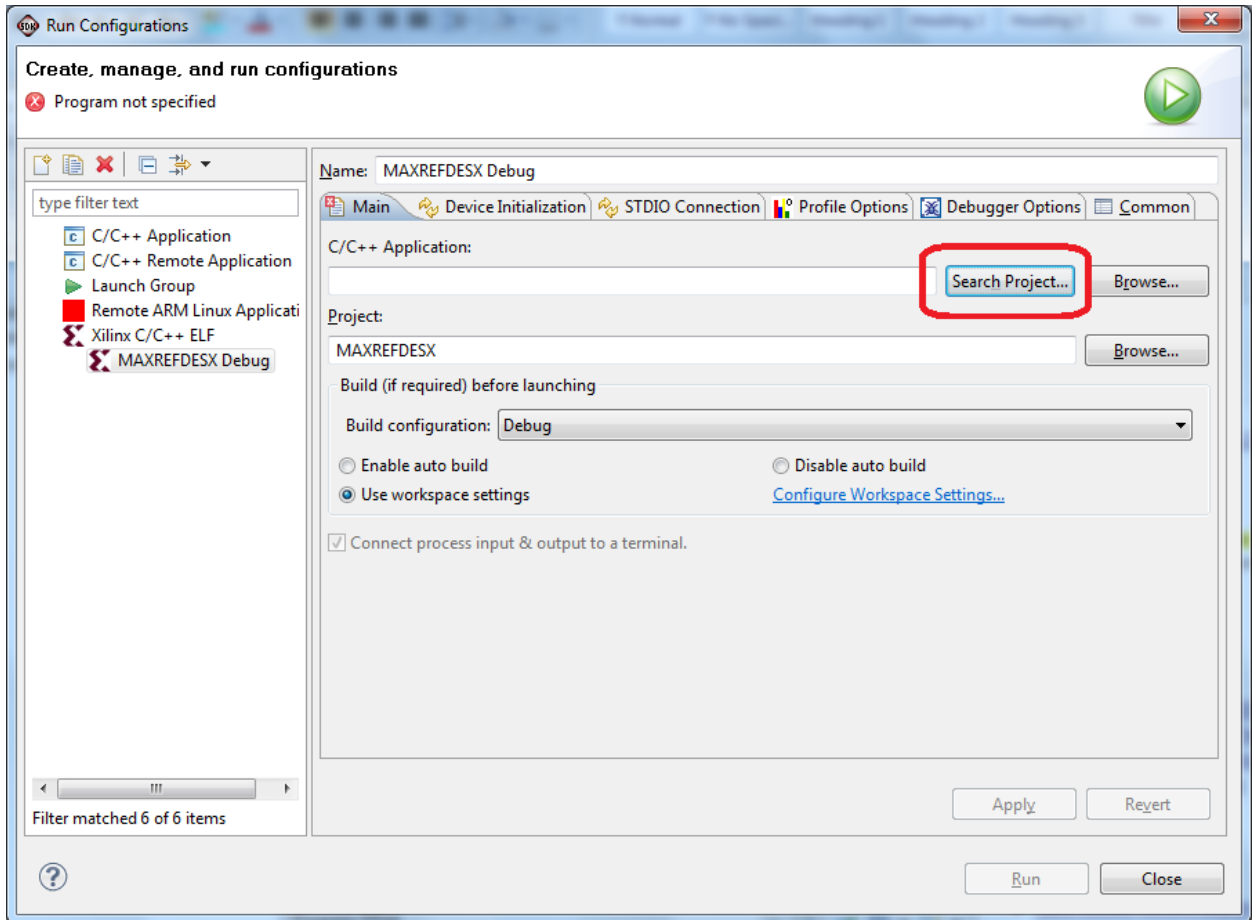 SDK Run Configurations
Create, manage, and run configurations
Program not specified
type filter text
C/C++ Application
C/C++ Remote Application
Launch Group
Remote ARM Linux Applicati
Xilinx C/C++ ELF
MAXREFDESX Debug
Filter matched 6 of 6 items
Name: MAXREFDESX Debug
Main Device Initialization STDIO Connection Profile Options Debugger Options Common
C/C++ Application:
Search Project... Browse...
Project:
MAXREFDESX Browse...
Build (if required) before launching
Build configuration: Debug
Enable auto build Disable auto build
Use workspace settings Configure Workspace Settings...
Connect process input & output to a terminal.
Apply Revert
Run Close